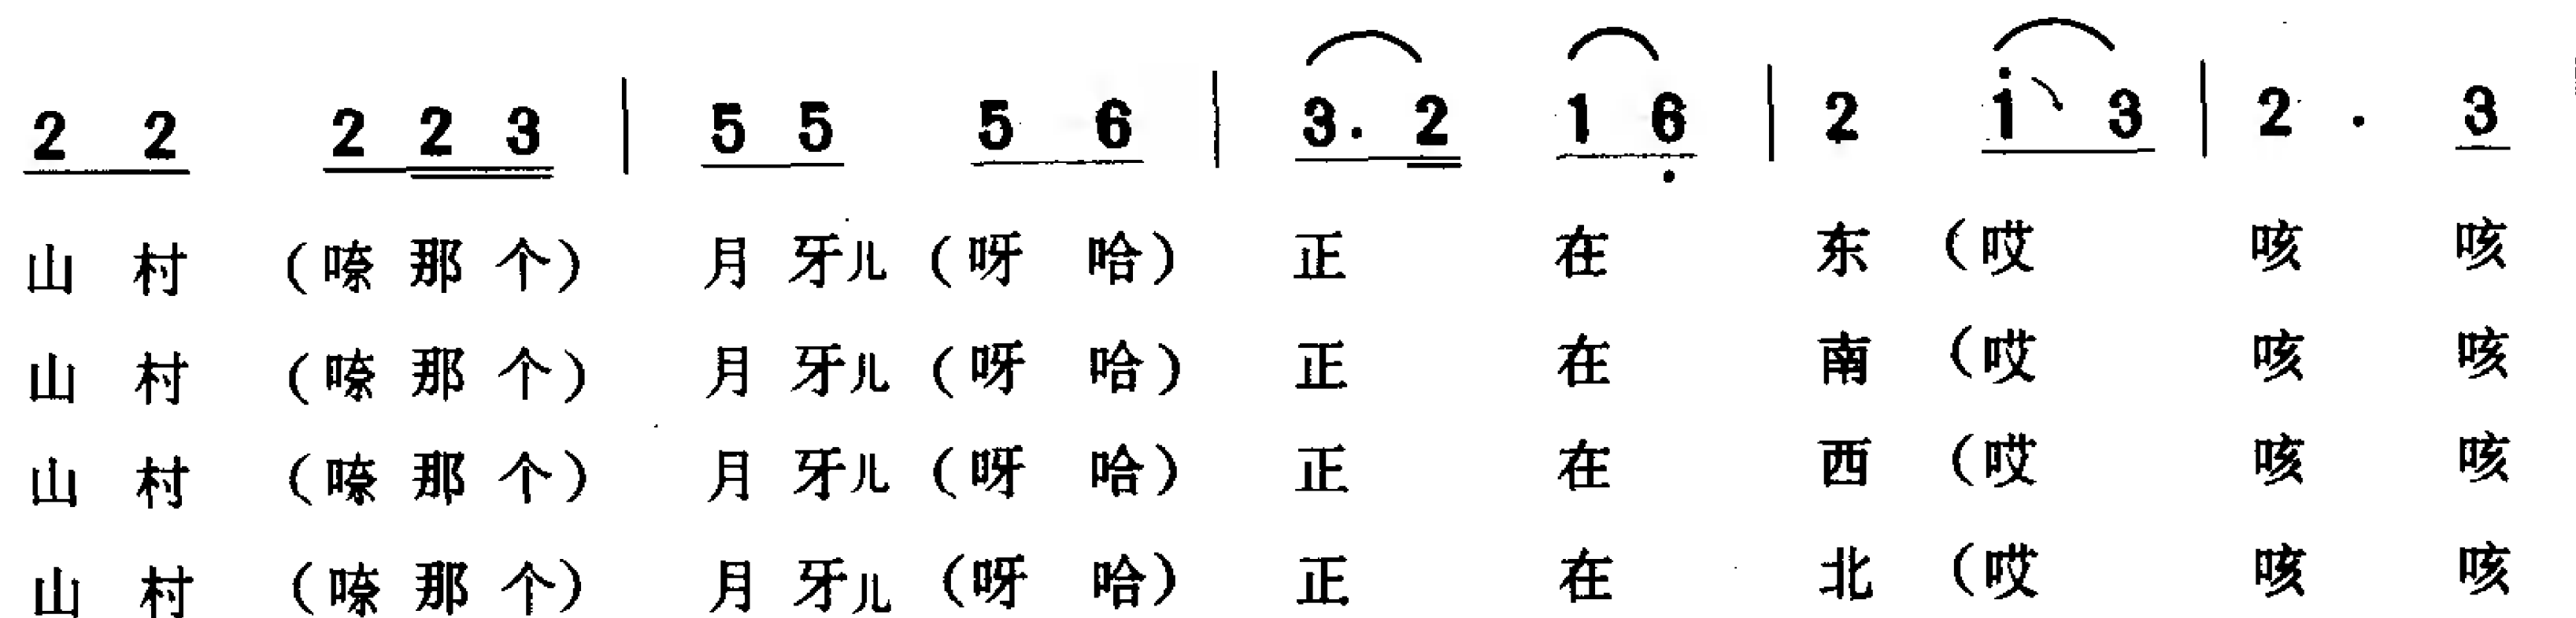 2 2 2 2 3 | 5 5 5 6 | 3. 2 1 6̣ | 2 i 3 | 2 . 3
山 村 (嗦 那 个) 月 牙儿 (呀 哈) 正 在 东 (哎 咳 咳
山 村 (嗦 那 个) 月 牙儿 (呀 哈) 正 在 南 (哎 咳 咳
山 村 (嗦 那 个) 月 牙儿 (呀 哈) 正 在 西 (哎 咳 咳
山 村 (嗦 那 个) 月 牙儿 (呀 哈) 正 在 北 (哎 咳 咳